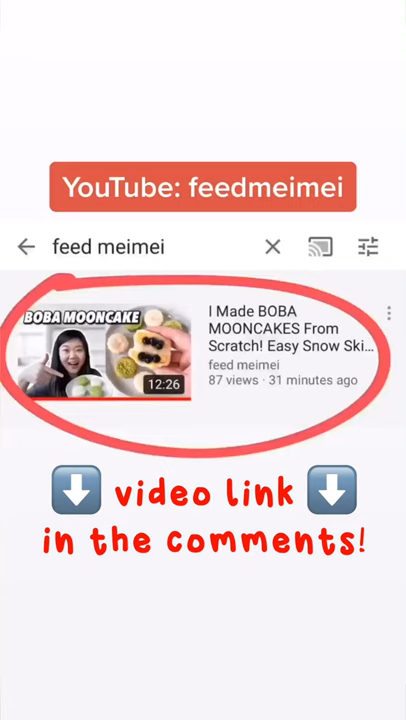 YouTube: feedmeimei
feed meimei
BOBA MOONCAKE
12:26
I Made BOBA
MOONCAKES From
Scratch! Easy Snow Ski...
feed meimei
87 views · 31 minutes ago
video link
in the comments!